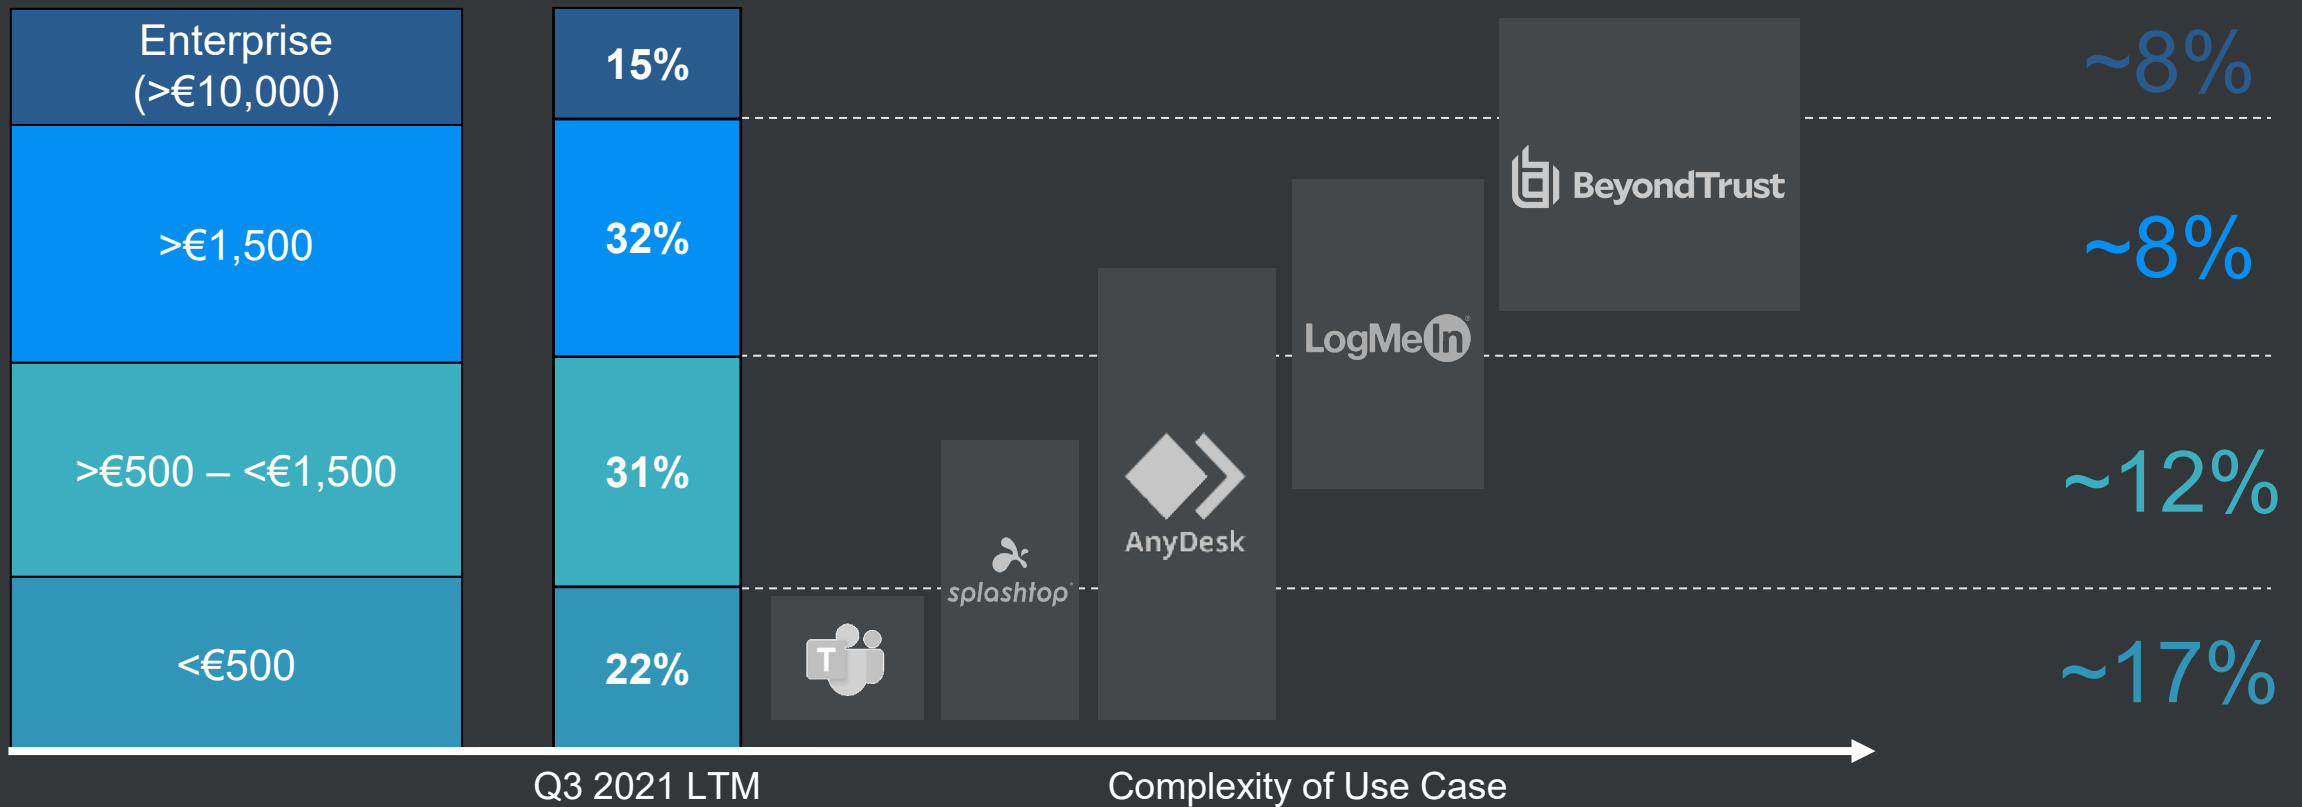 Enterprise
(>€10,000)
15%
~8%
>€1,500
32%
BeyondTrust
~8%
LogMeIn
>€500 – <€1,500
31%
AnyDesk
~12%
splashtop
<€500
22%
T
~17%
Q3 2021 LTM
Complexity of Use Case